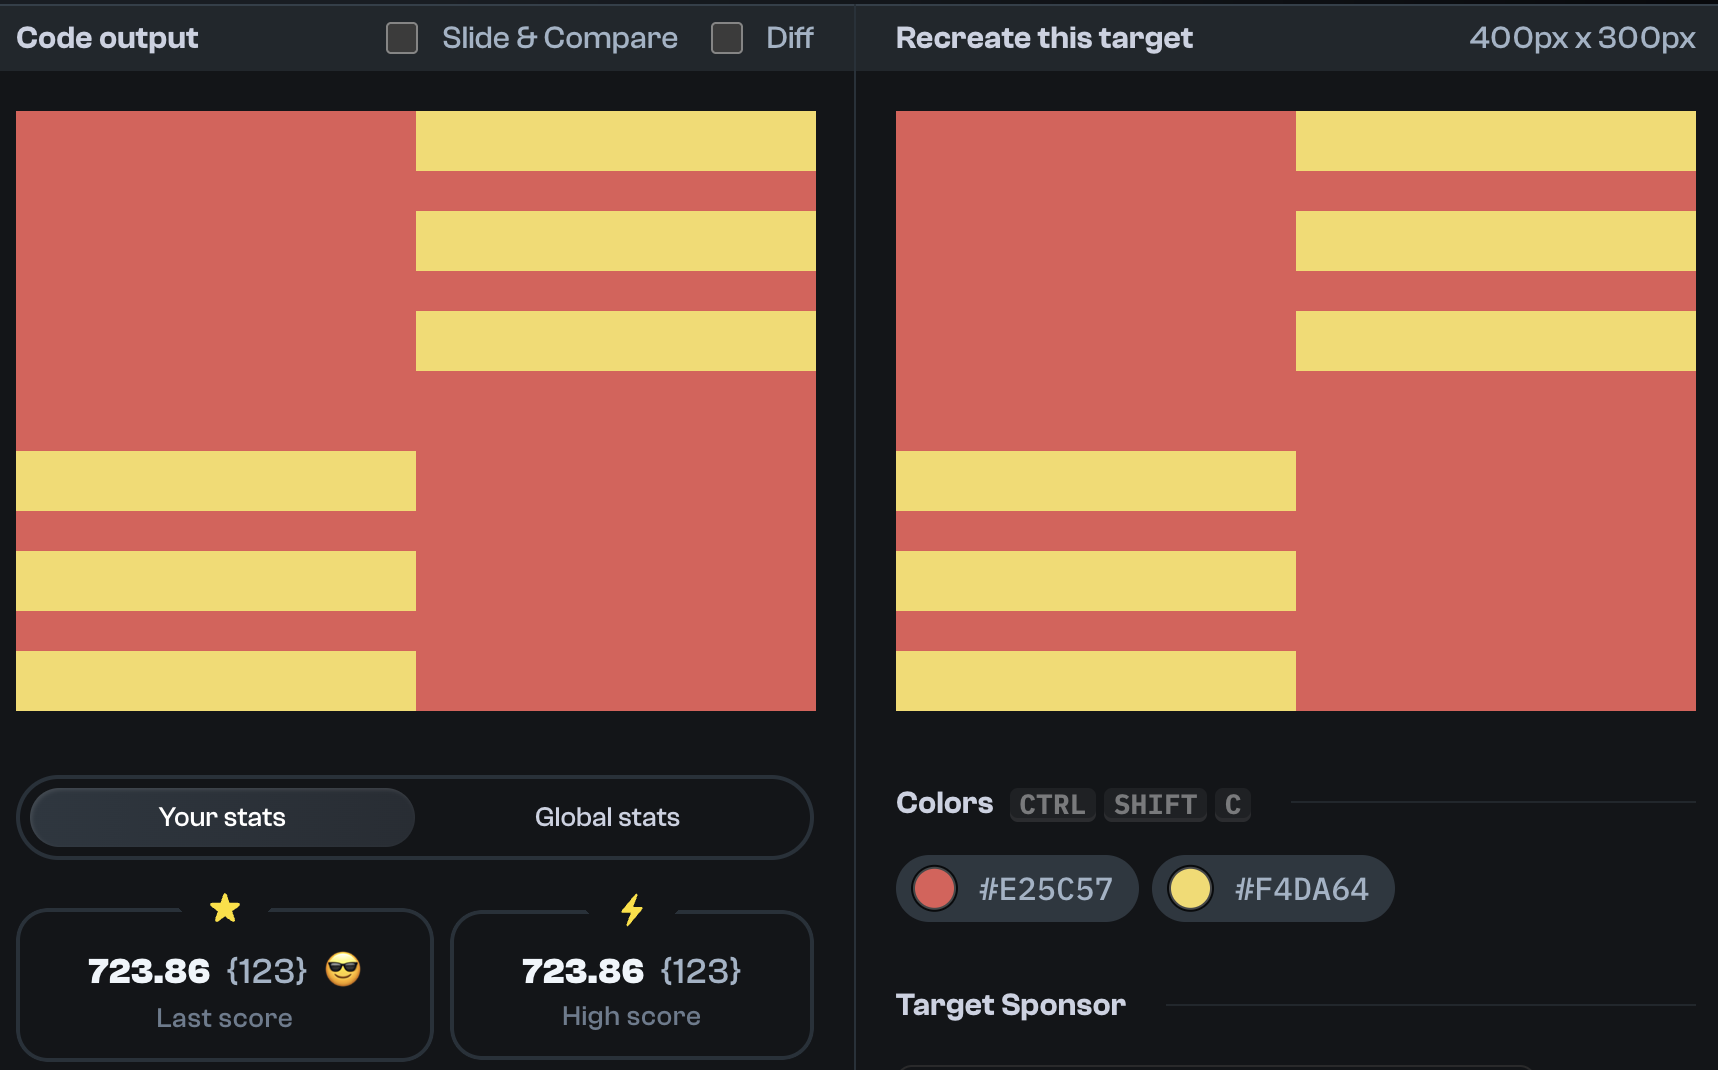 Code output
Slide & Compare
Diff
Recreate this target
400px x 300px
Your stats
Global stats
723.86 {123} 😎
Last score
723.86 {123}
High score
Colors CTRL SHIFT C
#E25C57
#F4DA64
Target Sponsor